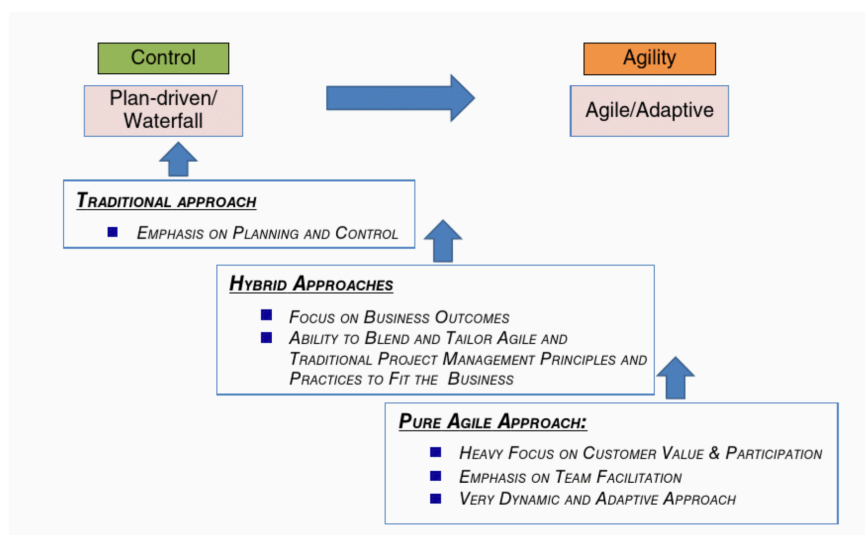 Control
Agility
Plan-driven/
Waterfall
Agile/Adaptive
TRADITIONAL APPROACH
EMPHASIS ON PLANNING AND CONTROL
HYBRID APPROACHES
FOCUS ON BUSINESS OUTCOMES
ABILITY TO BLEND AND TAILOR AGILE AND
TRADITIONAL PROJECT MANAGEMENT PRINCIPLES AND
PRACTICES TO FIT THE BUSINESS
PURE AGILE APPROACH:
HEAVY FOCUS ON CUSTOMER VALUE & PARTICIPATION
EMPHASIS ON TEAM FACILITATION
VERY DYNAMIC AND ADAPTIVE APPROACH